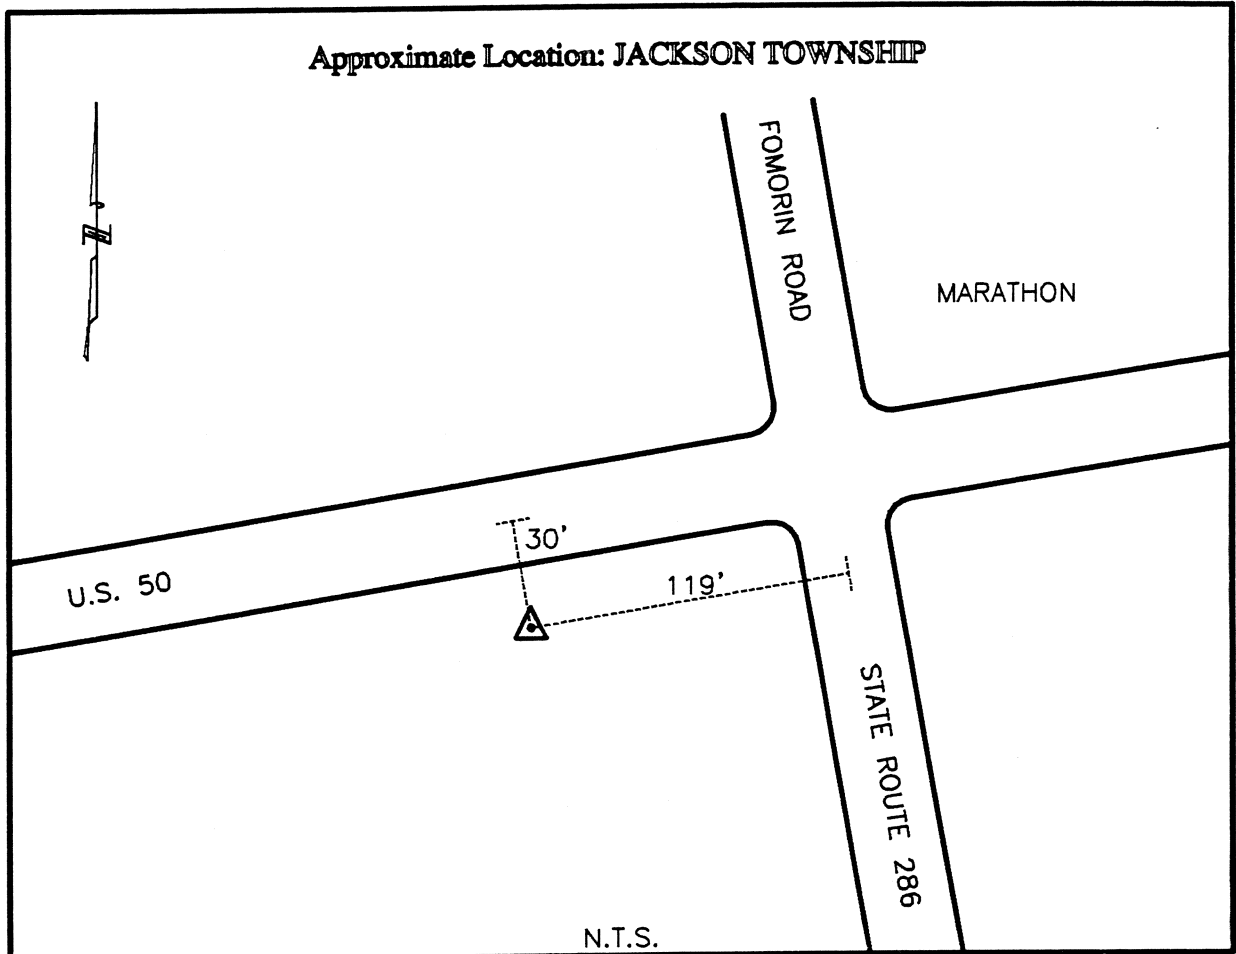 Approximate Location: JACKSON TOWNSHIP
N
FOMORIN ROAD
MARATHON
30'
119'
U.S. 50
STATE ROUTE 286
N.T.S.